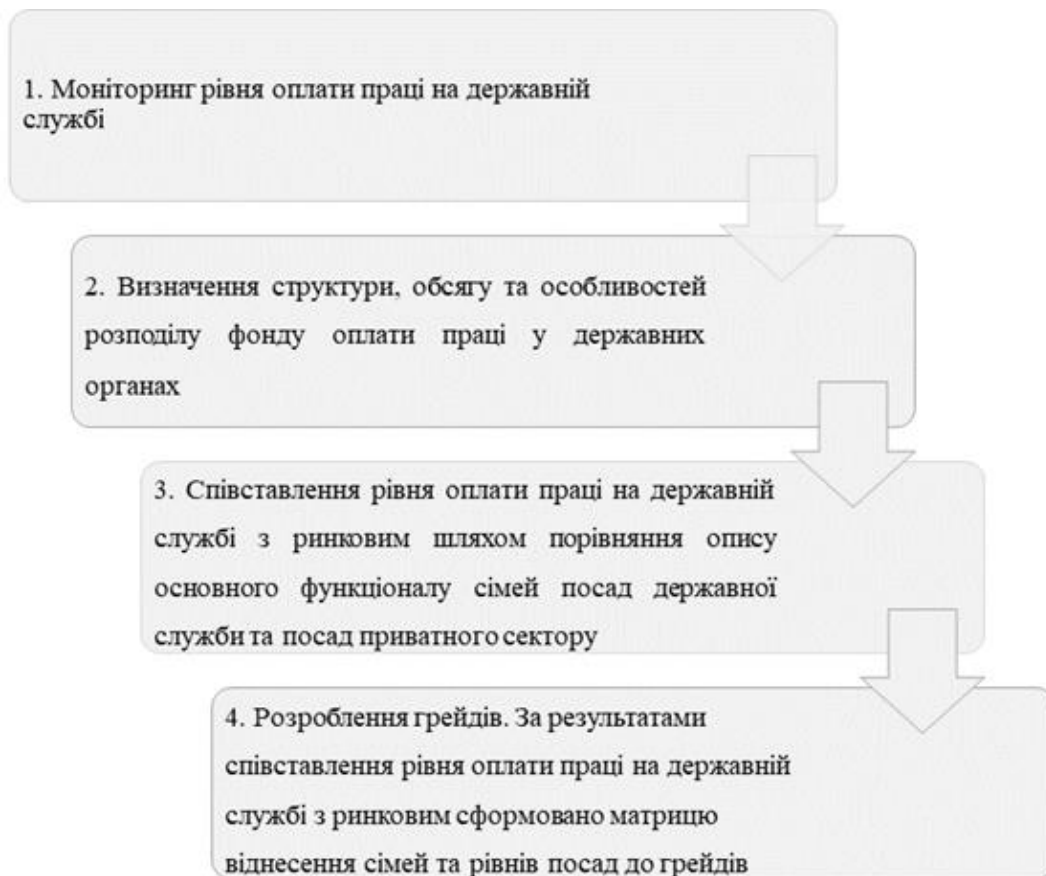 1. Моніторинг рівня оплати праці на державній
службі
2. Визначення структури, обсягу та особливостей
розподілу фонду оплати праці у державних
органах
3. Співставлення рівня оплати праці на державній
службі з ринковим шляхом порівняння опису
основного функціоналу сімей посад державної
служби та посад приватного сектору
4. Розроблення грейдів. За результатами
співставлення рівня оплати праці на державній
службі з ринковим сформовано матрицю
віднесення сімей та рівнів посад до грейдів